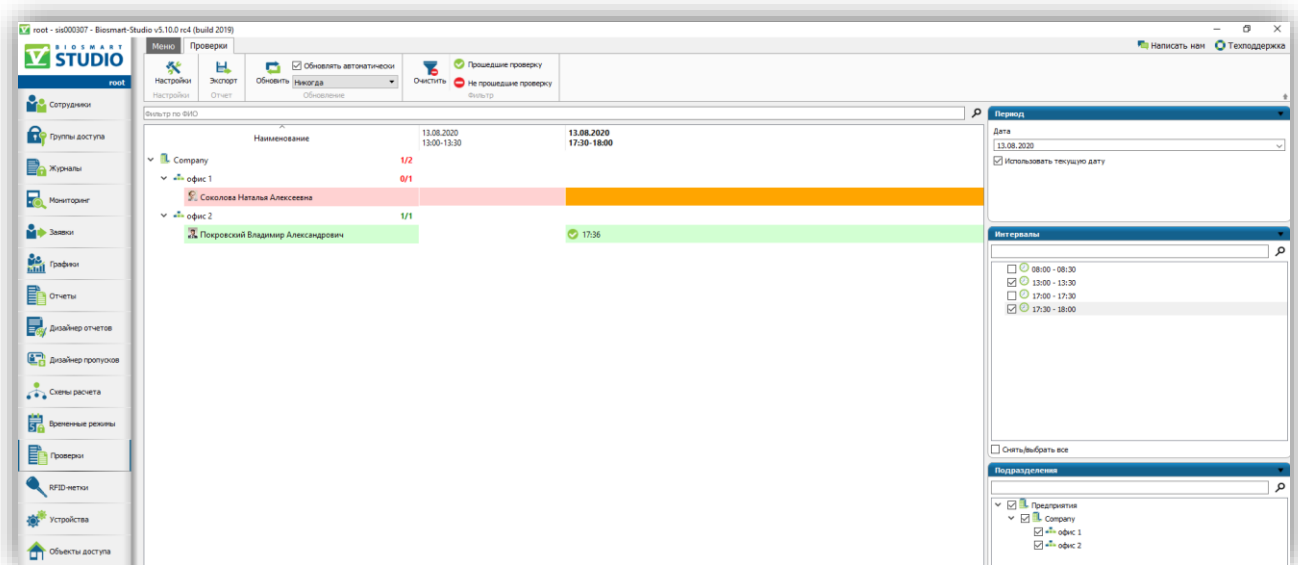 root - sis000307 - Biosmart-Studio v5.10.0 rc4 (build 2019)
BIOSMART
STUDIO
root
Меню Проверки
Написать нам Техподдержка
Настройки Экспорт Обновить Обновлять автоматически
Никогда
Очистить Прошедшие проверку
Не прошедшие проверку
Настройки Отчет Обновление Фильтр
Сотрудники
Группы доступа
Журналы
Мониторинг
Заявки
Графики
Отчеты
Дизайнер отчетов
Дизайнер пропусков
Схемы расчета
Временные режимы
Проверки
RFID-метки
Устройства
Объекты доступа
Фильтр по ФИО
Наименование 13.08.2020 13.08.2020
13:00-13:30 17:30-18:00
Company 1/2
офис 1 0/1
Соколова Наталья Алексеевна
офис 2 1/1
Покровский Владимир Александрович 17:36
Период
Дата
13.08.2020
Использовать текущую дату
Интервалы
08:00 - 08:30
13:00 - 13:30
17:00 - 17:30
17:30 - 18:00
Снять/выбрать все
Подразделения
Предприятия
Company
офис 1
офис 2